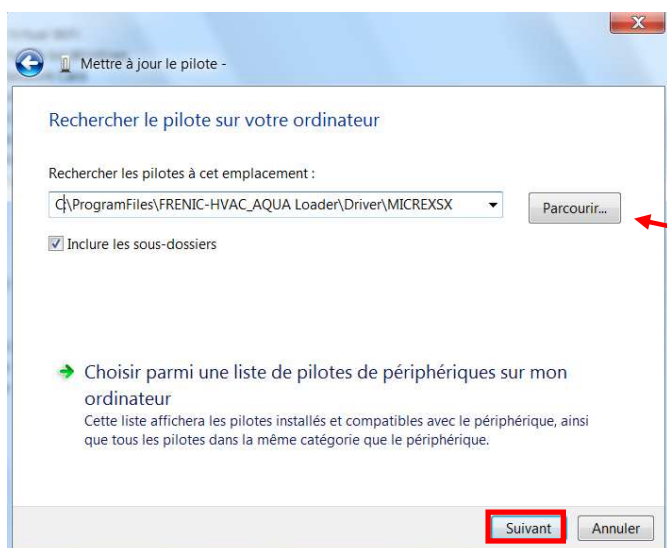 Mettre à jour le pilote -
Rechercher le pilote sur votre ordinateur
Rechercher les pilotes à cet emplacement :
C\ProgramFiles\FRENIC-HVAC_AQUA Loader\Driver\MICREXSX
Parcourir...
Inclure les sous-dossiers
Choisir parmi une liste de pilotes de périphériques sur mon
ordinateur
Cette liste affichera les pilotes installés et compatibles avec le périphérique, ainsi
que tous les pilotes dans la même catégorie que le périphérique.
Suivant
Annuler